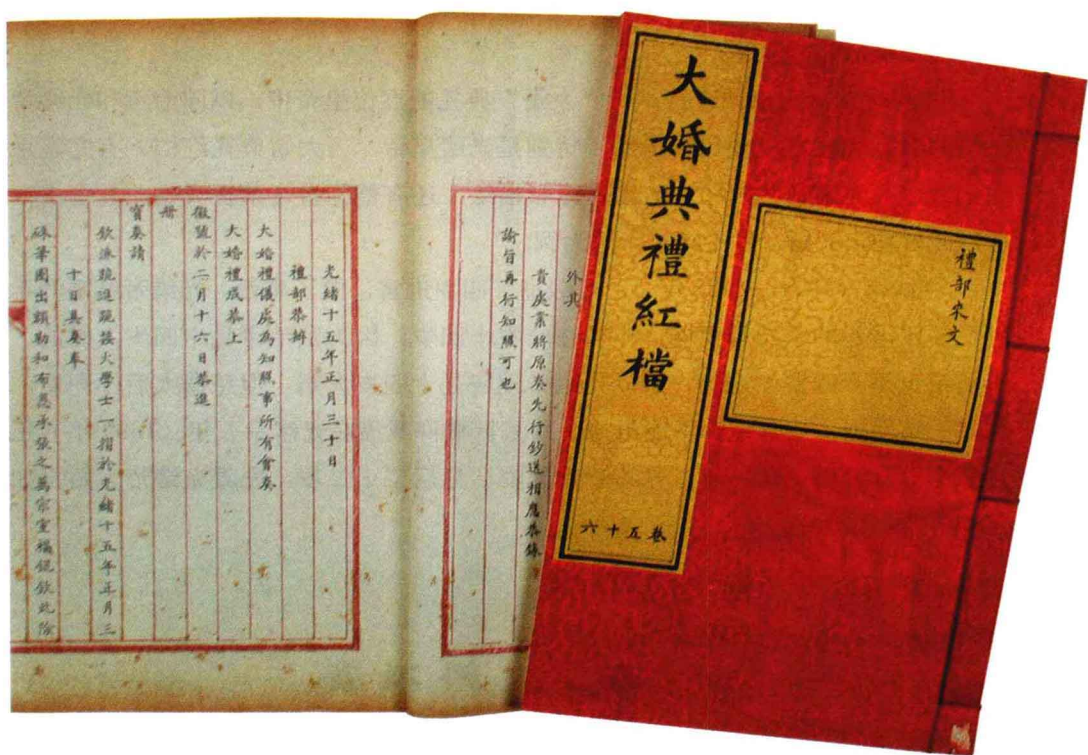 大婚典禮紅檔
卷五十六
禮部来文
光緒十五年正月三十日
禮部恭辦
大婚禮儀處為知照事所有會奏
大婚禮成恭上
徽號於二月十六日恭進
冊
寶奏請
欽派跪進跪接大學士一摺於光緒十五年正月三
十日具奏奉
硃筆圈出額勒和布恩承張之萬宗室福錕欽此除
外其
貴處業將原奏先行鈔送相應恭錄
諭旨再行知照可也